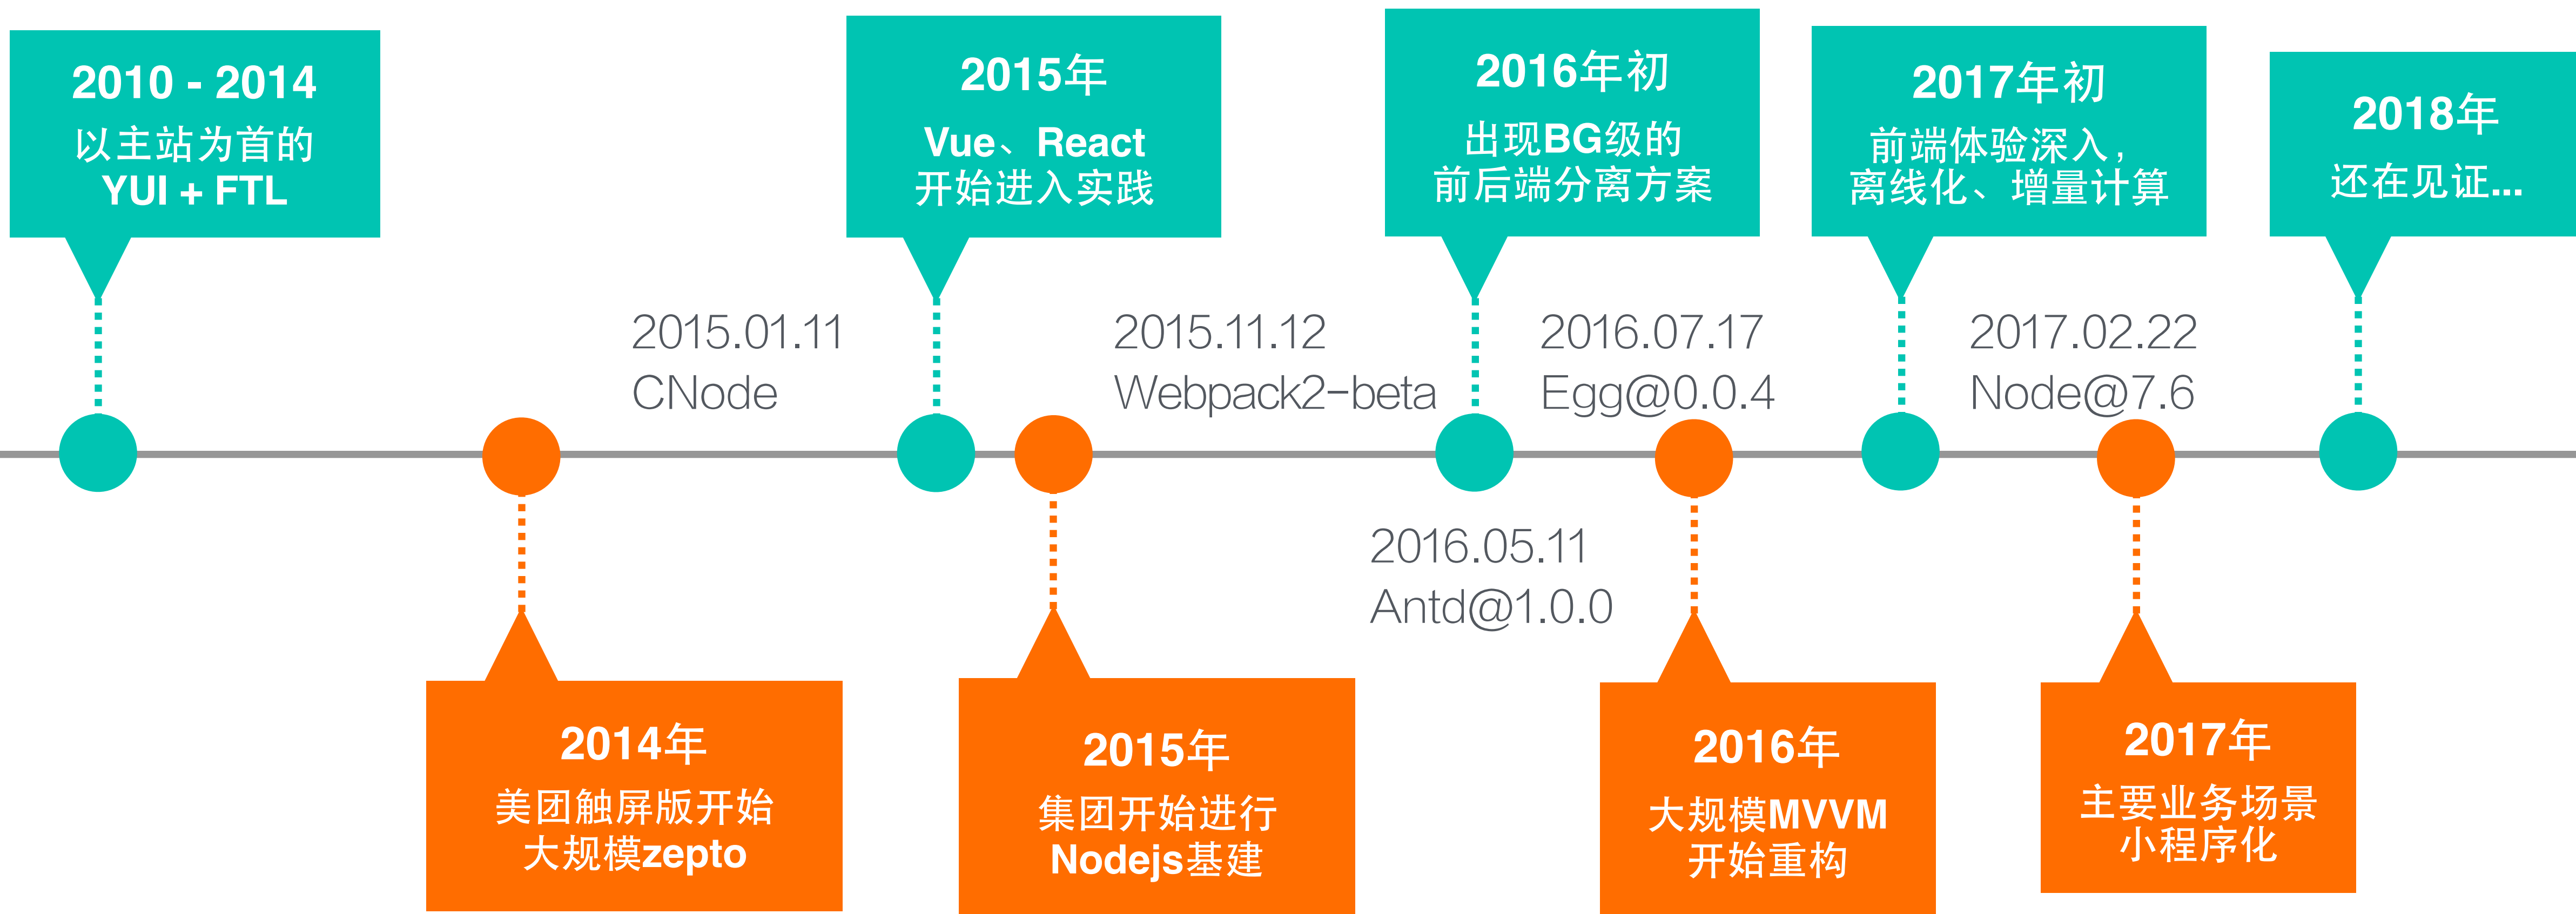 2010 - 2014
以主站为首的
YUI + FTL
2015年
Vue、React
开始进入实践
2016年初
出现BG级的
前后端分离方案
2017年初
前端体验深入,
离线化、增量计算
2018年
还在见证...
2015.01.11
CNode
2015.11.12
Webpack2-beta
2016.07.17
Egg@0.0.4
2017.02.22
Node@7.6
2016.05.11
Antd@1.0.0
2014年
美团触屏版开始
大规模zepto
2015年
集团开始进行
Nodejs基建
2016年
大规模MVVM
开始重构
2017年
主要业务场景
小程序化